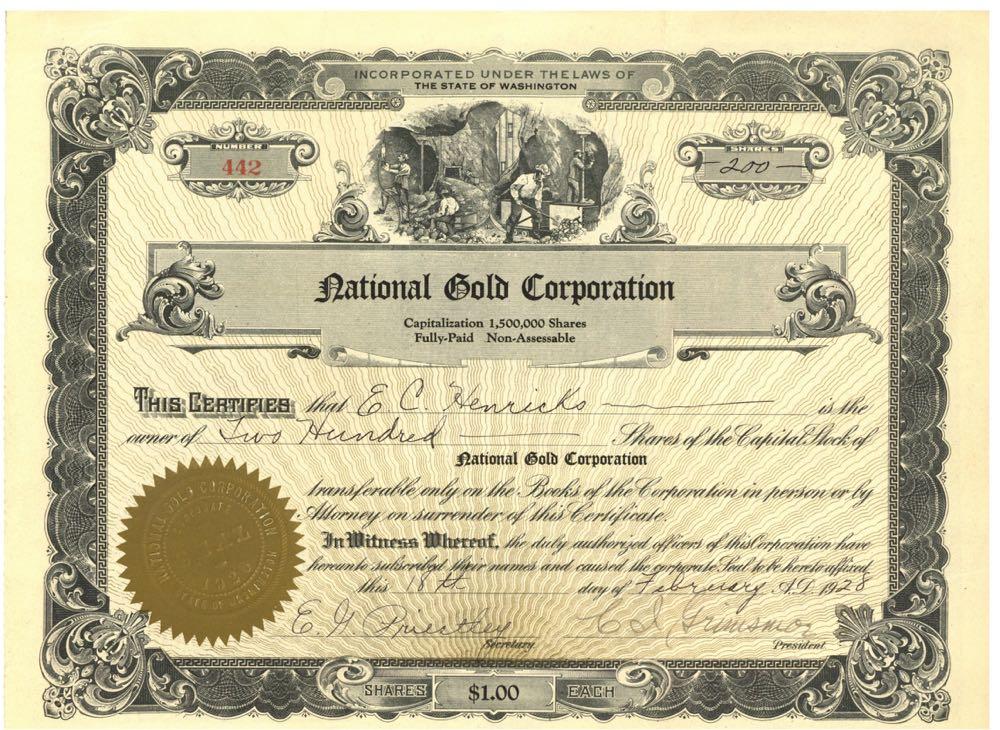 INCORPORATED UNDER THE LAWS OF
THE STATE OF WASHINGTON
NUMBER
442
SHARES
200
National Gold Corporation
Capitalization 1,500,000 Shares
Fully-Paid Non-Assessable
THIS CERTIFIES that E C. Henricks is the
owner of Two Hundred Shares of the Capital Stock of
National Gold Corporation
transferable only on the Books of the Corporation in person or by
Attorney on surrender of this Certificate.
In Witness Whereof, the duly authorized officers of this Corporation have
hereunto subscribed their names and caused the corporate Seal to be hereto affixed
this 18th day of February A.D. 1928
E. G. Priestley
Secretary.
President.
NATIONAL GOLD CORPORATION
SHARES $1.00 EACH